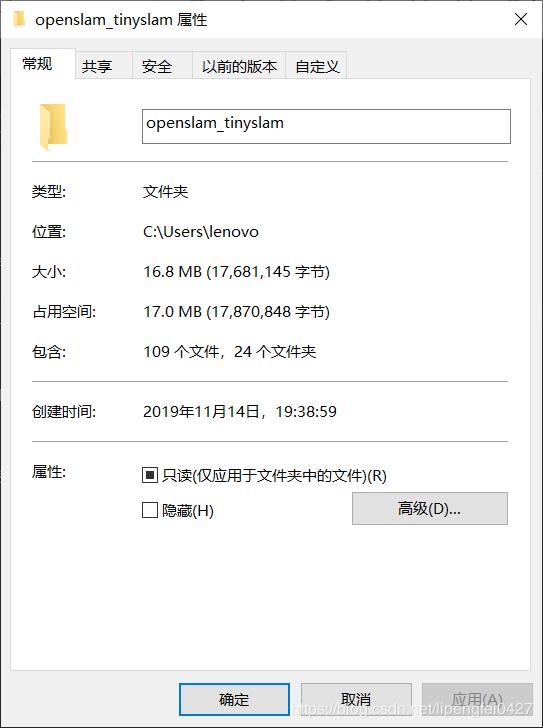 openslam_tinyslam 属性
常规 共享 安全 以前的版本 自定义
openslam_tinyslam
类型: 文件夹
位置: C:\Users\lenovo
大小: 16.8 MB (17,681,145 字节)
占用空间: 17.0 MB (17,870,848 字节)
包含: 109 个文件，24 个文件夹
创建时间: 2019年11月14日，19:38:59
属性: 只读(仅应用于文件夹中的文件)(R)
隐藏(H) 高级(D)...
确定 取消 应用(A)
https://blog.csdn.net/lipengfei0427